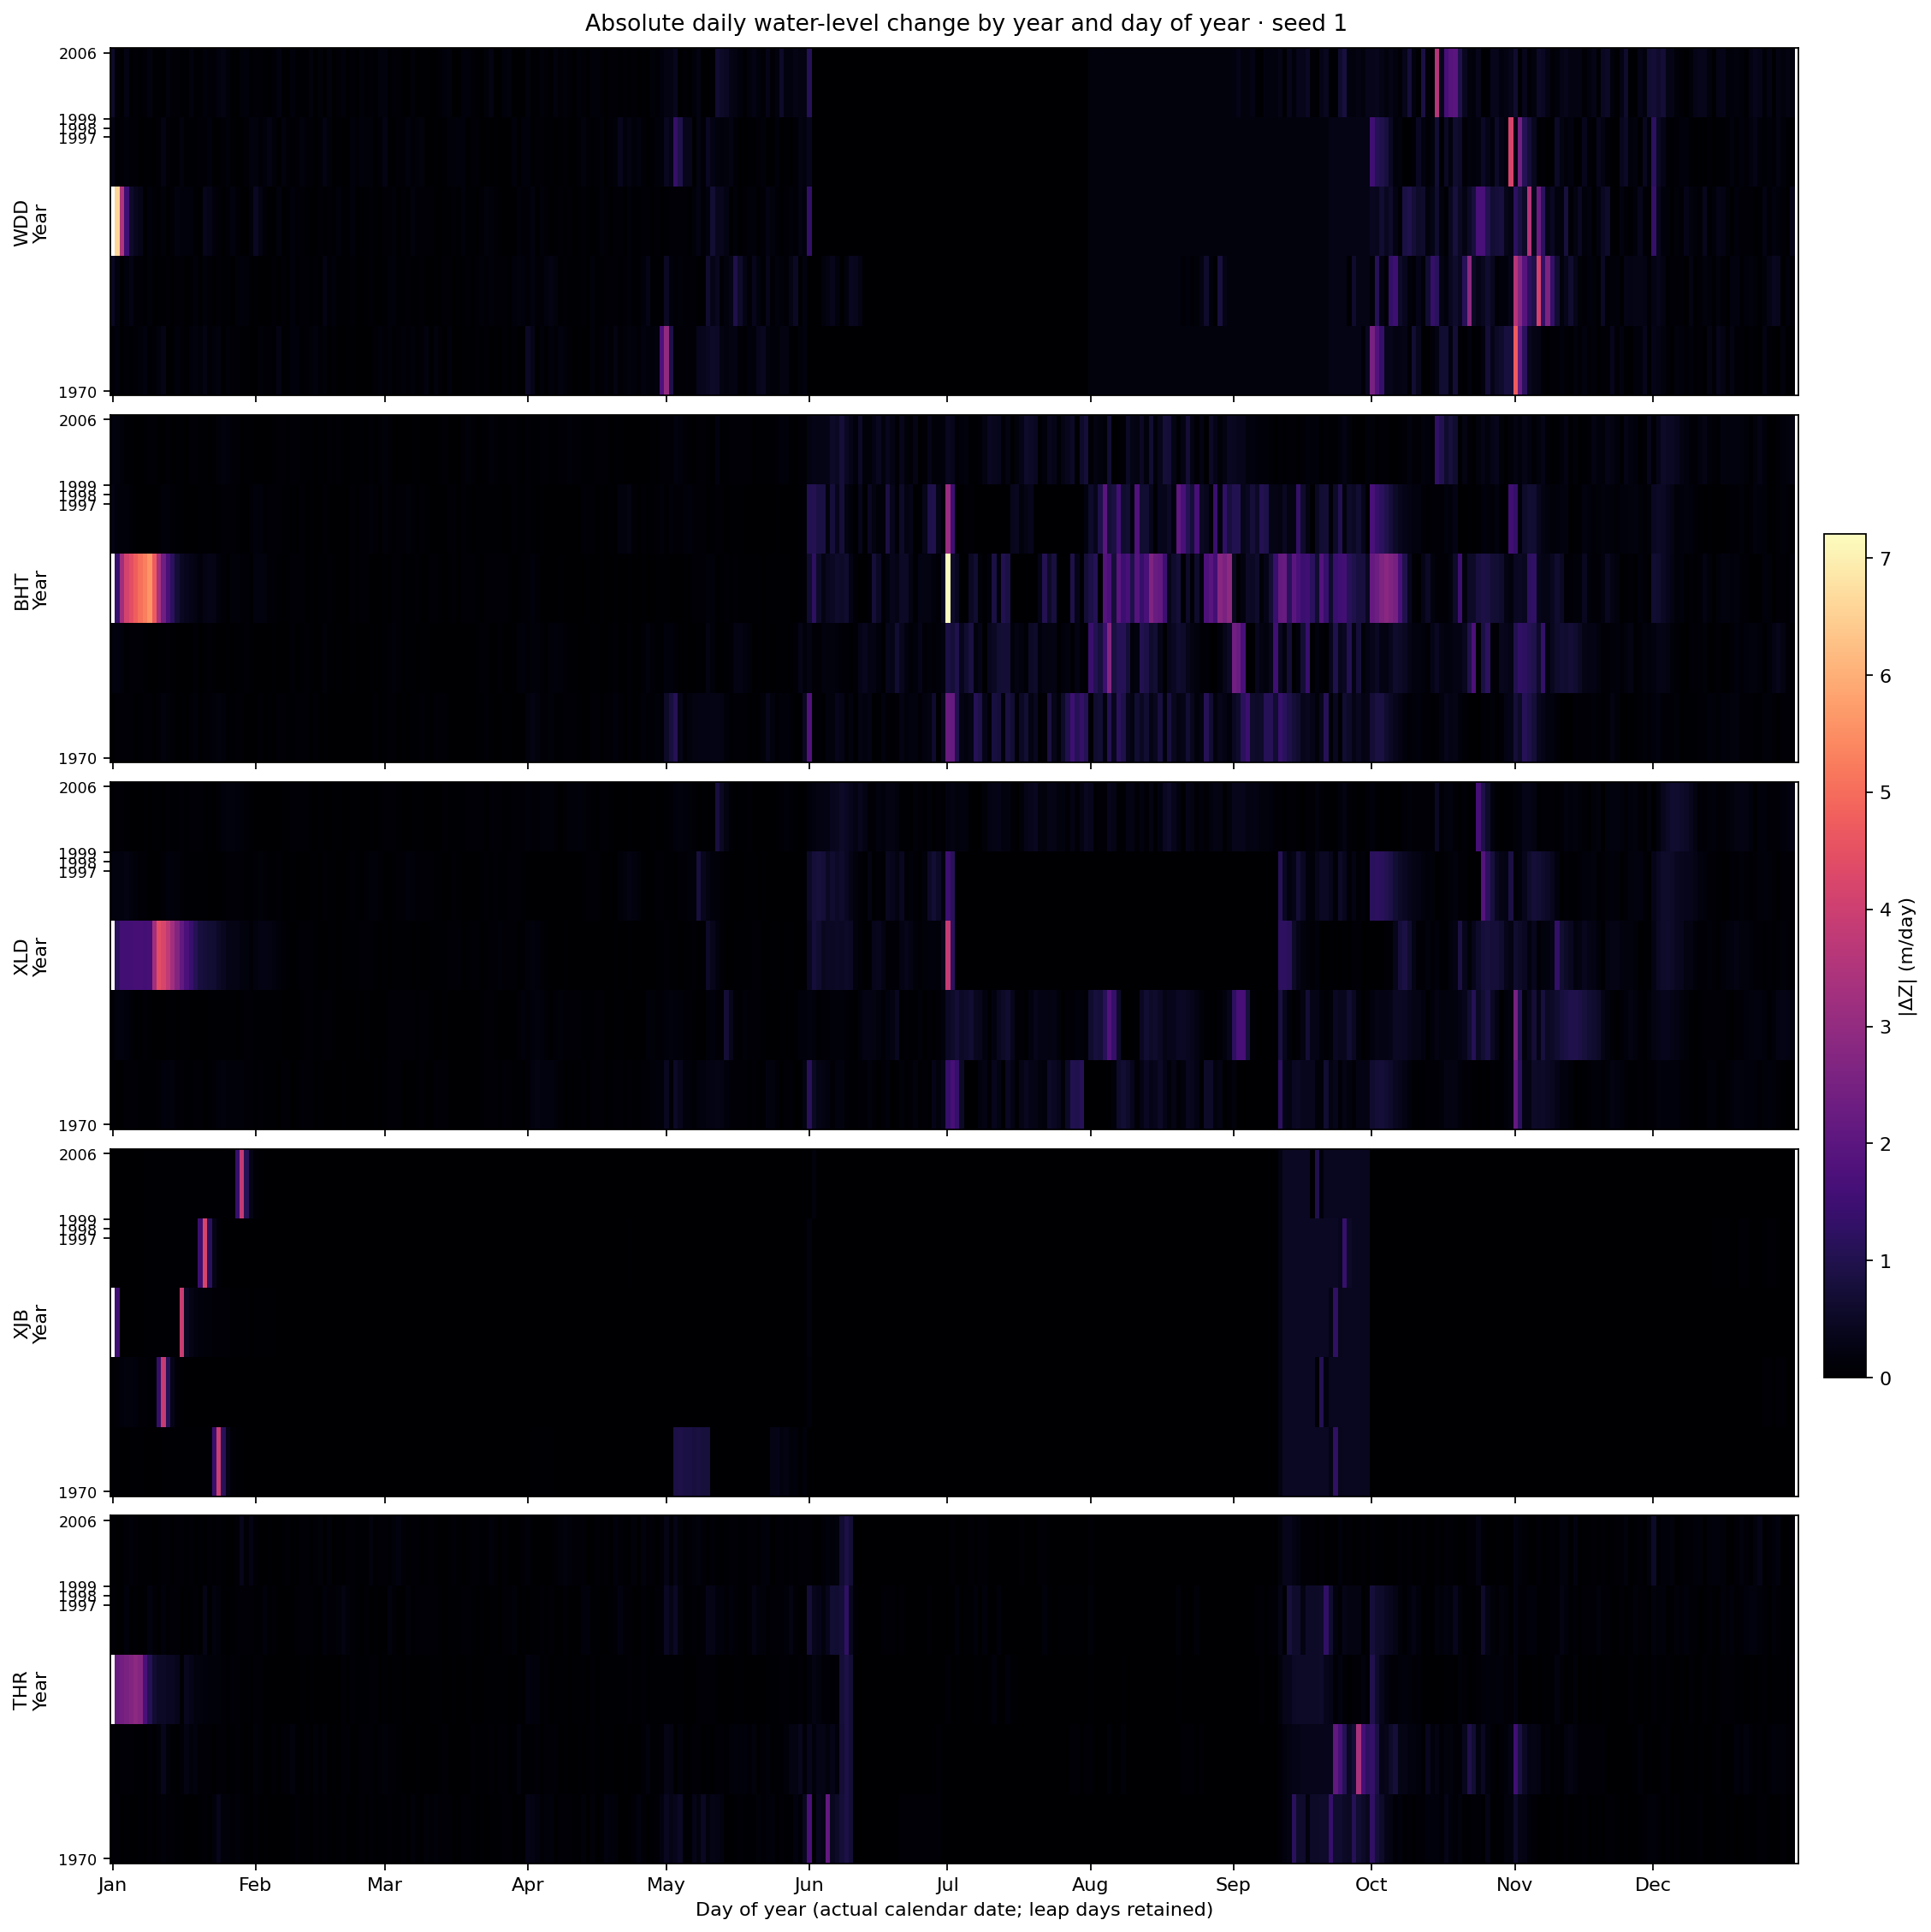 Absolute daily water-level change by year and day of year · seed 1
2006
1999
1998
1997
1970
WDD
Year
2006
1999
1998
1997
1970
BHT
Year
2006
1999
1998
1997
1970
XLD
Year
2006
1999
1998
1997
1970
XJB
Year
2006
1999
1998
1997
1970
THR
Year
Jan Feb Mar Apr May Jun Jul Aug Sep Oct Nov Dec
Day of year (actual calendar date; leap days retained)
7
6
5
4
3
2
1
0
|ΔZ| (m/day)